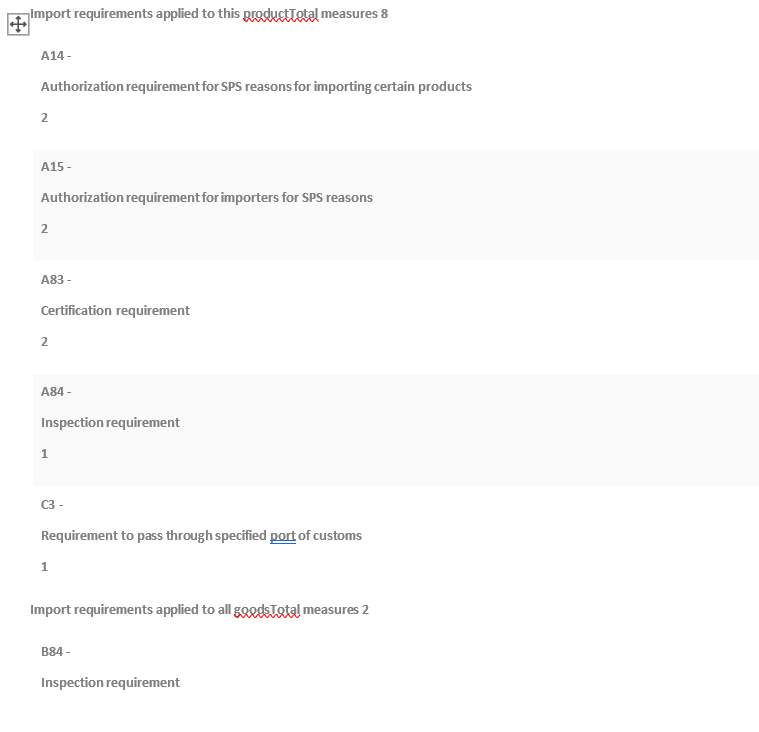 Import requirements applied to this productTotal measures 8
A14 -
Authorization requirement for SPS reasons for importing certain products
2
A15 -
Authorization requirement for importers for SPS reasons
2
A83 -
Certification requirement
2
A84 -
Inspection requirement
1
C3 -
Requirement to pass through specified port of customs
1
Import requirements applied to all goodsTotal measures 2
B84 -
Inspection requirement